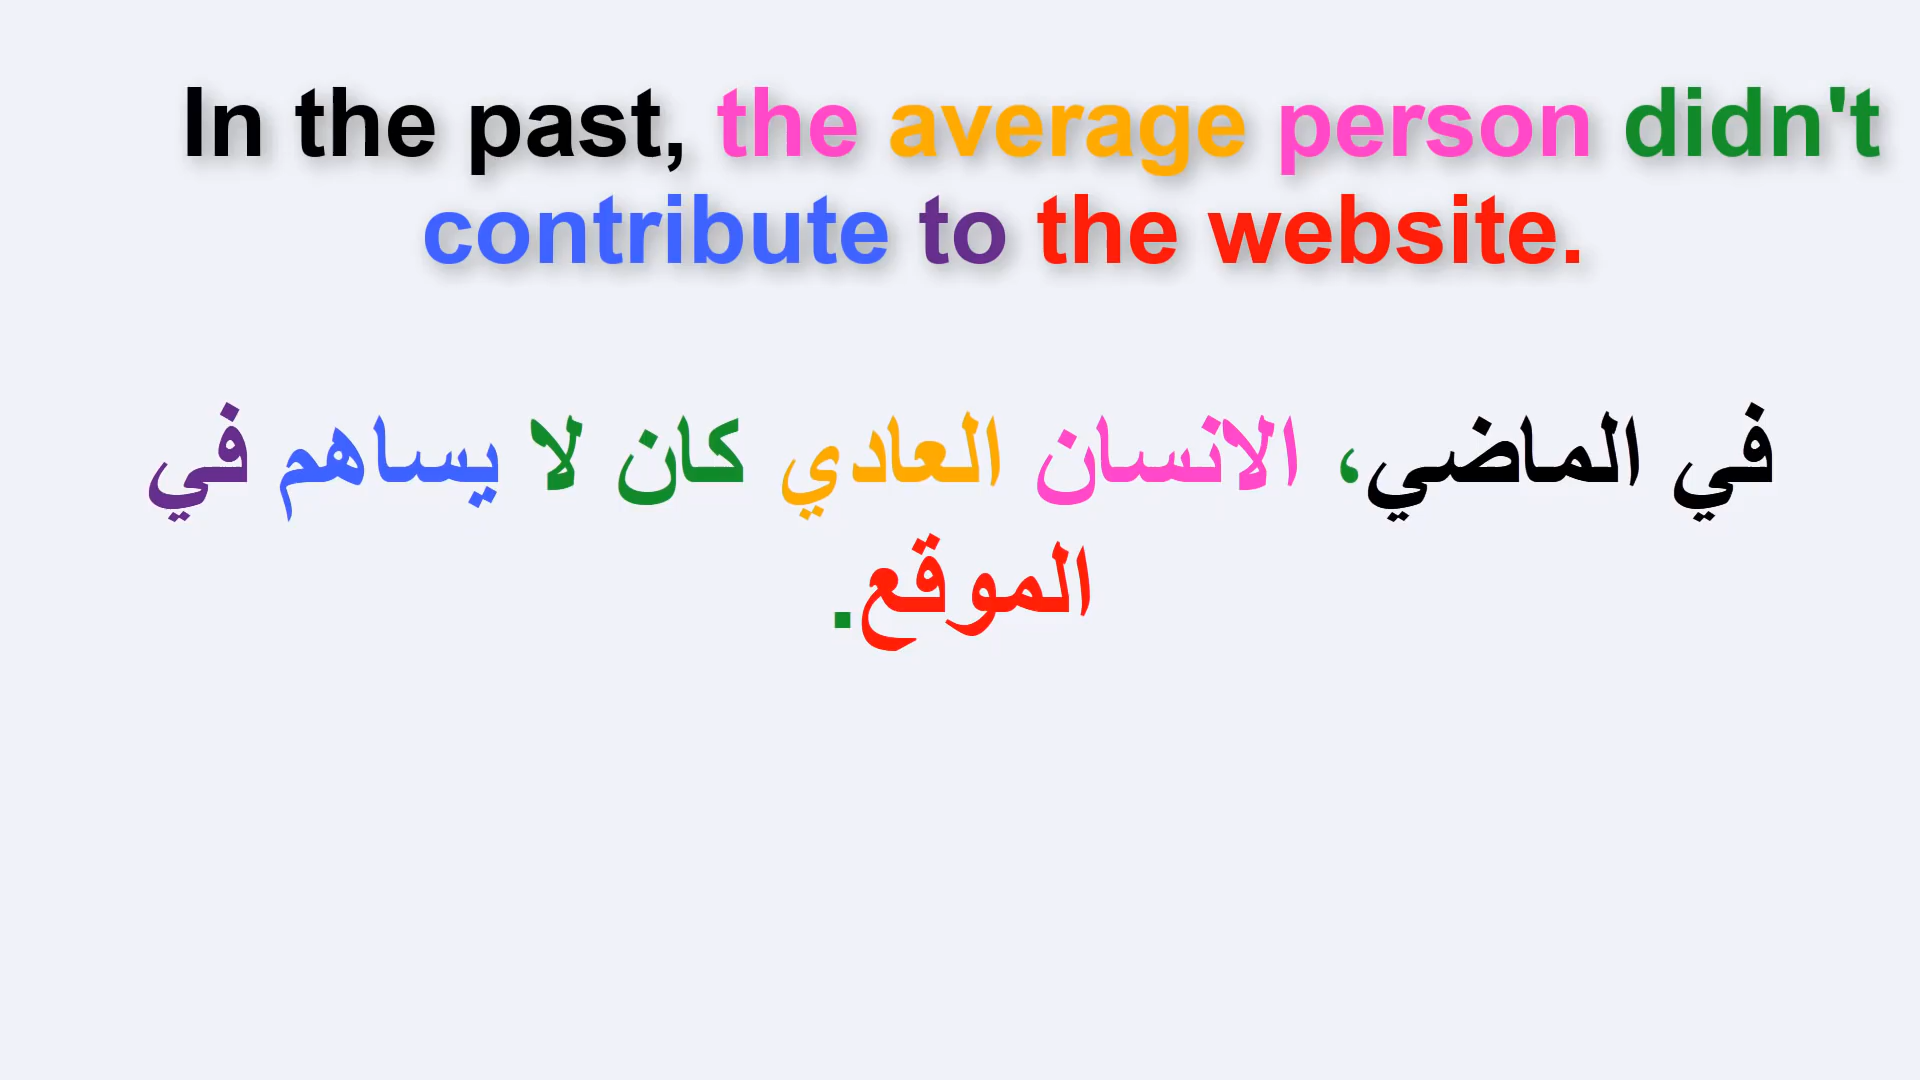 In the past, the average person didn't
contribute to the website.
في الماضي، الانسان العادي كان لا يساهم في
الموقع.